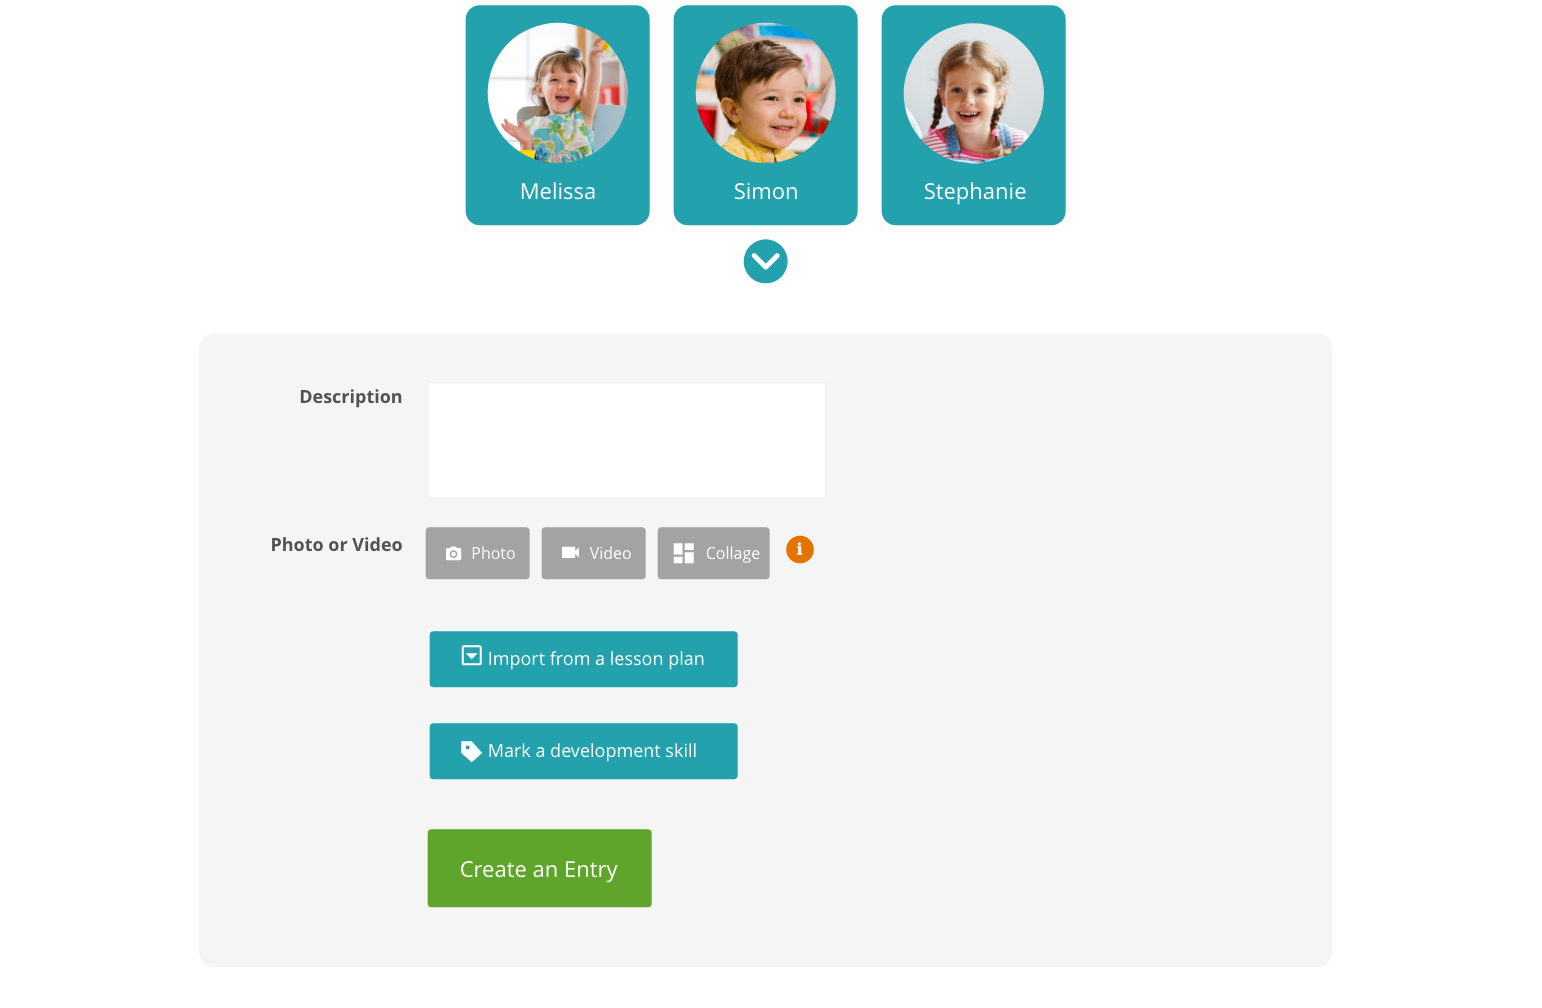 Melissa
Simon
Stephanie
Description
Photo or Video
Photo
Video
Collage
i
Import from a lesson plan
Mark a development skill
Create an Entry